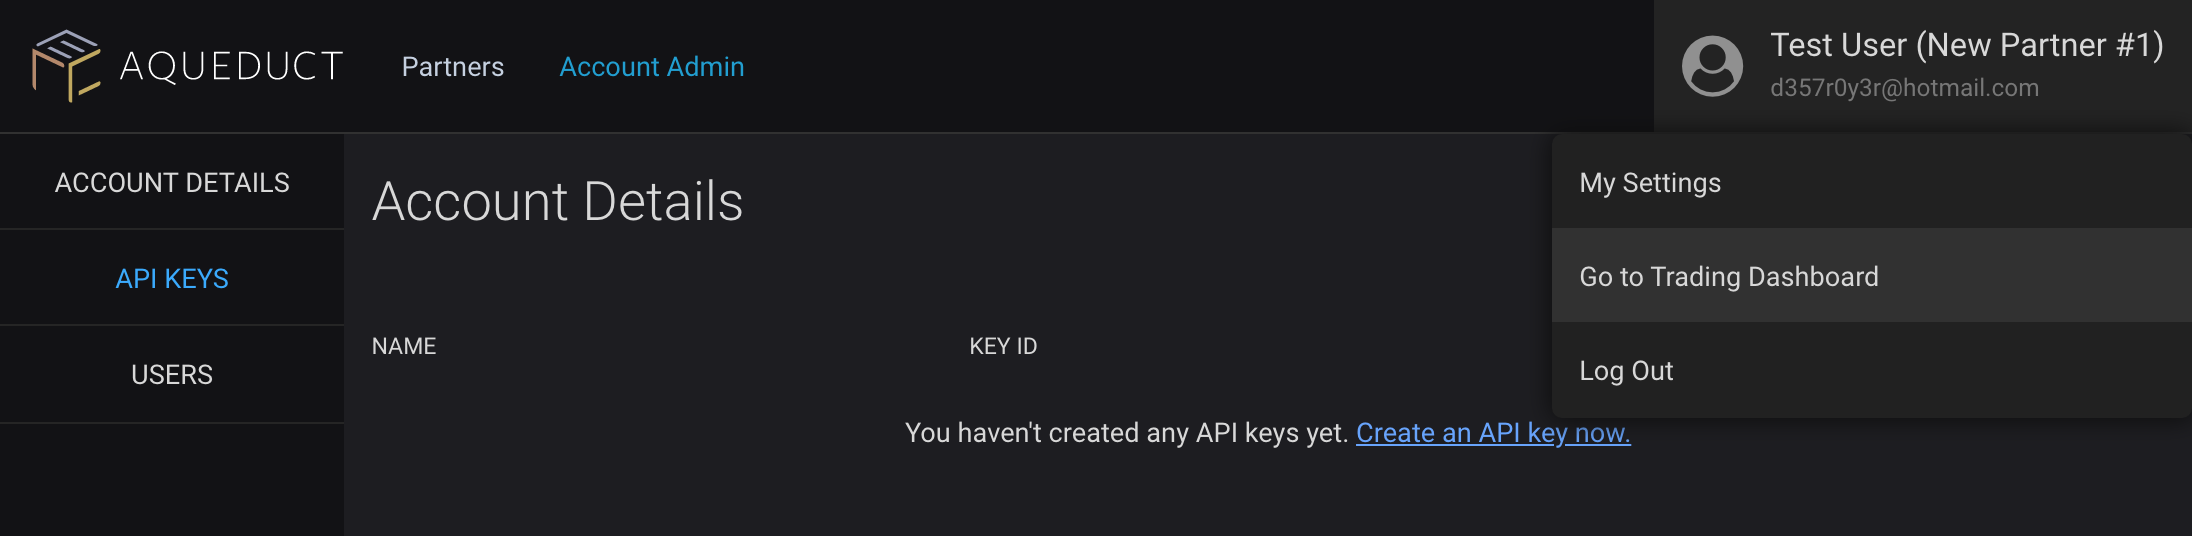 AQUEDUCT
Partners
Account Admin
Test User (New Partner #1)
d357r0y3r@hotmail.com
My Settings
Go to Trading Dashboard
Log Out
ACCOUNT DETAILS
API KEYS
USERS
Account Details
NAME
KEY ID
You haven't created any API keys yet. Create an API key now.